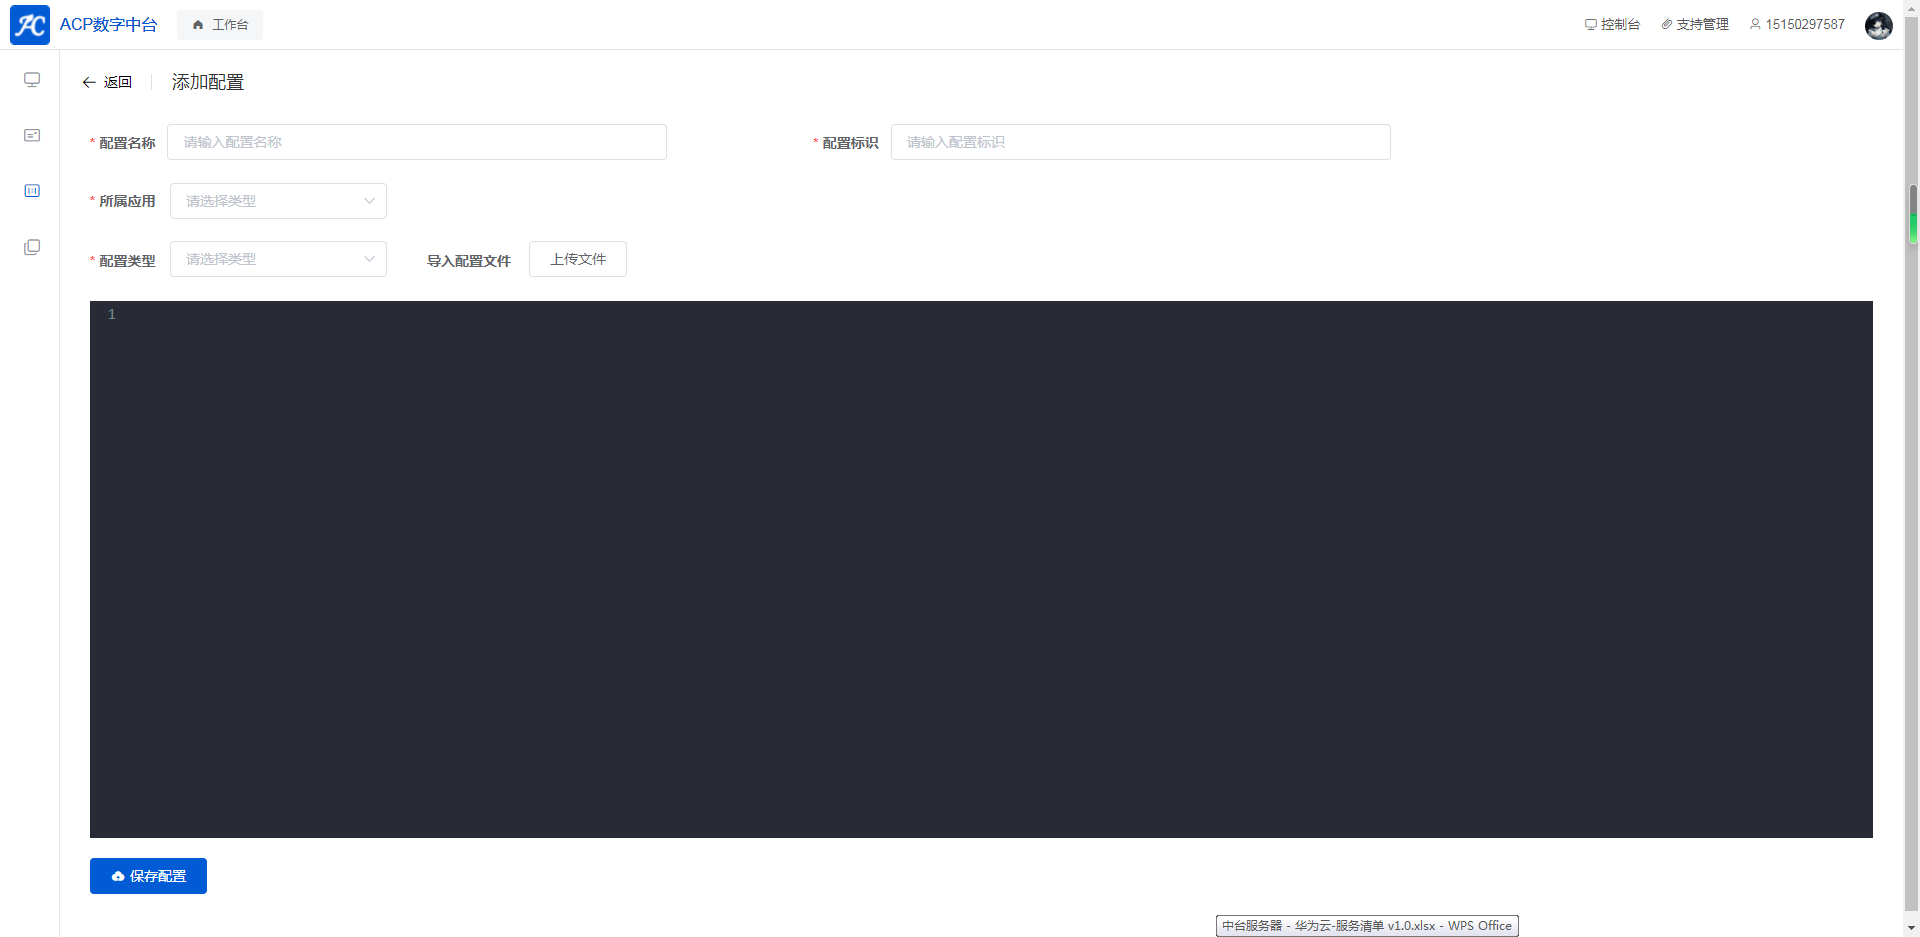 ACP数字中台
工作台
控制台
支持管理
15150297587
返回
添加配置
* 配置名称
请输入配置名称
* 配置标识
请输入配置标识
* 所属应用
请选择类型
* 配置类型
请选择类型
导入配置文件
上传文件
1
保存配置
中台服务器 - 华为云-服务清单 v1.0.xlsx - WPS Office